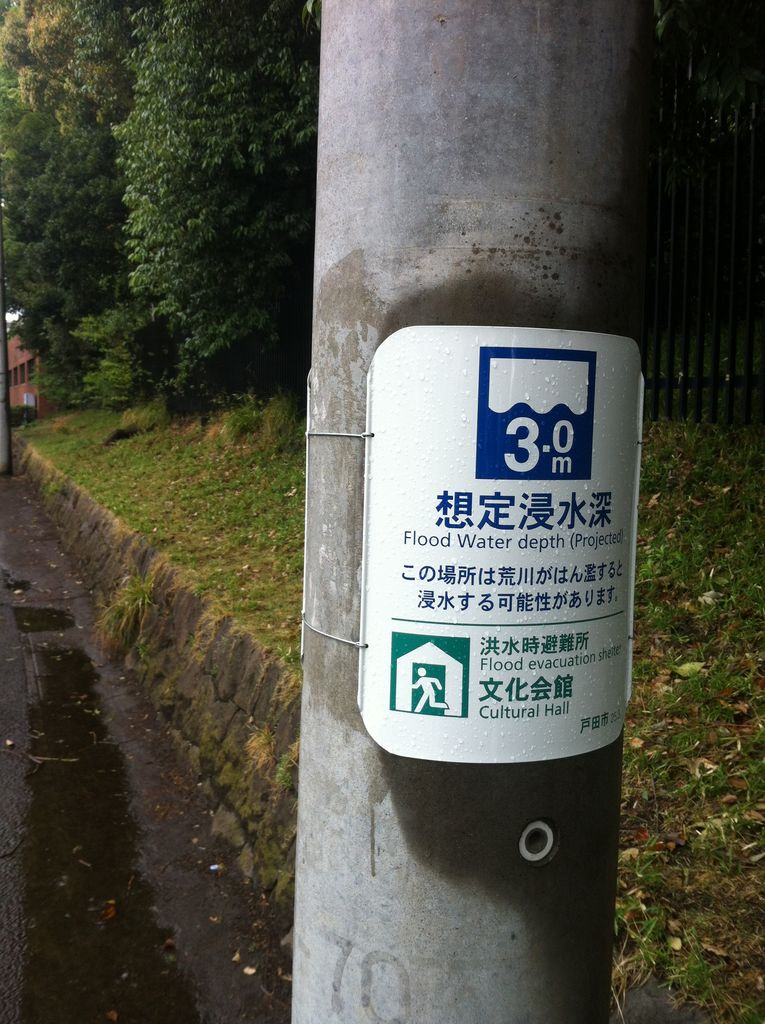 3.0m
想定浸水深
Flood Water depth (Projected)
この場所は荒川がはん濫すると
浸水する可能性があります。
洪水時避難所
Flood evacuation shelter
文化会館
Cultural Hall
戸田市
70